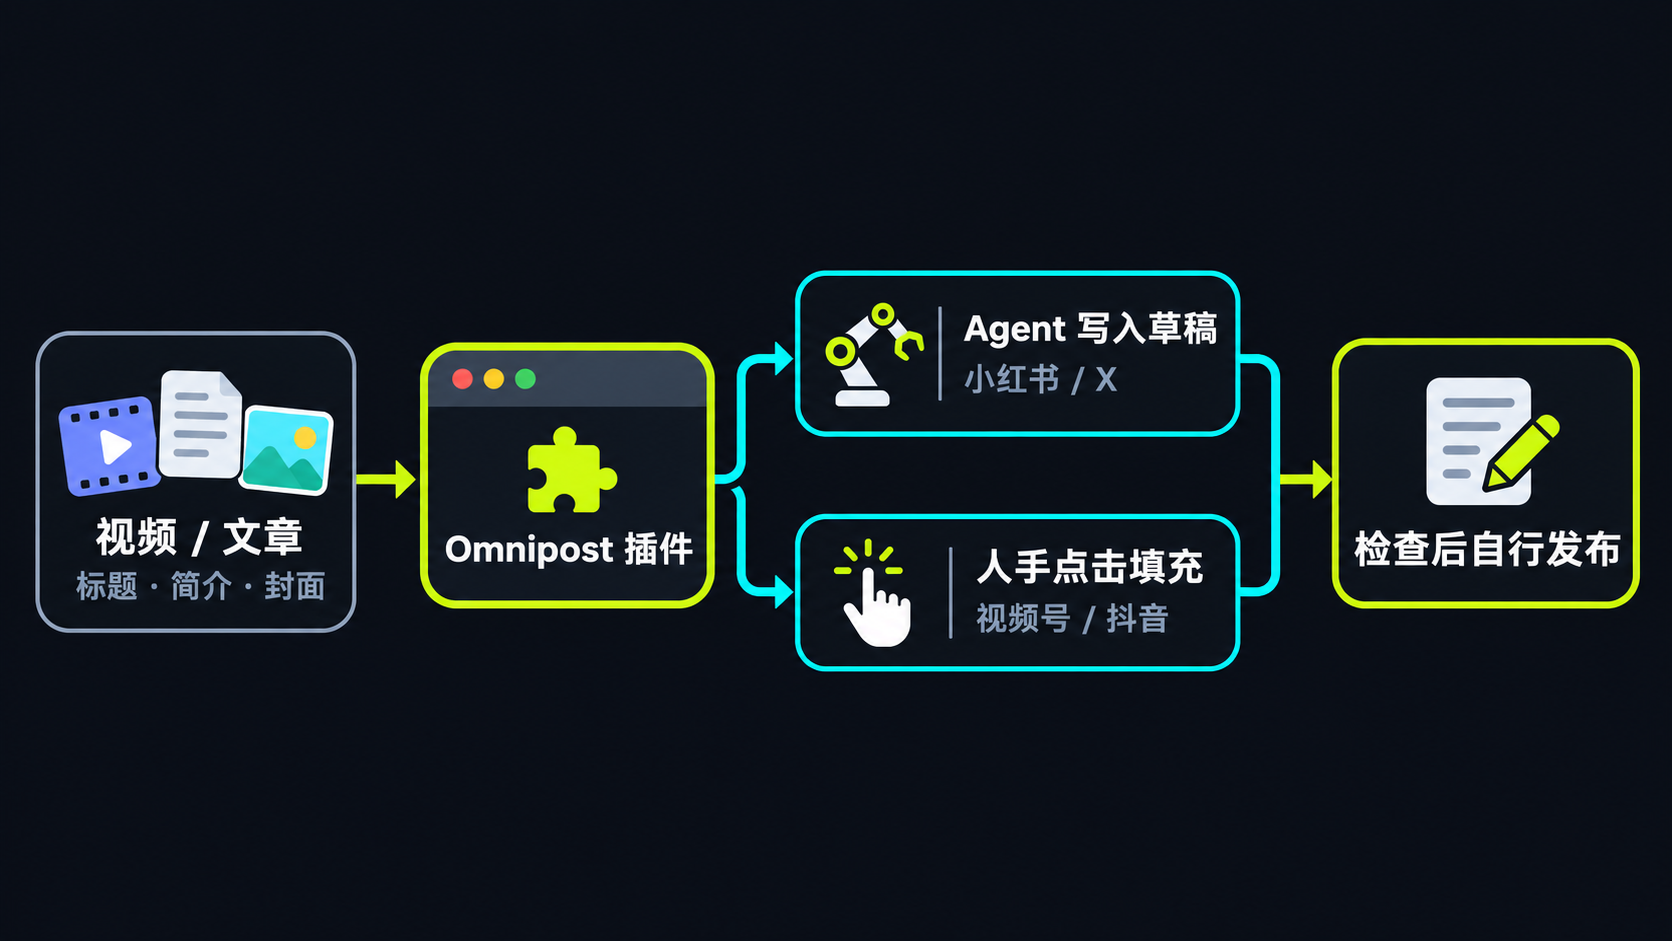 视频 / 文章
标题 · 简介 · 封面
Omnipost 插件
Agent 写入草稿
小红书 / X
人手点击填充
视频号 / 抖音
检查后自行发布